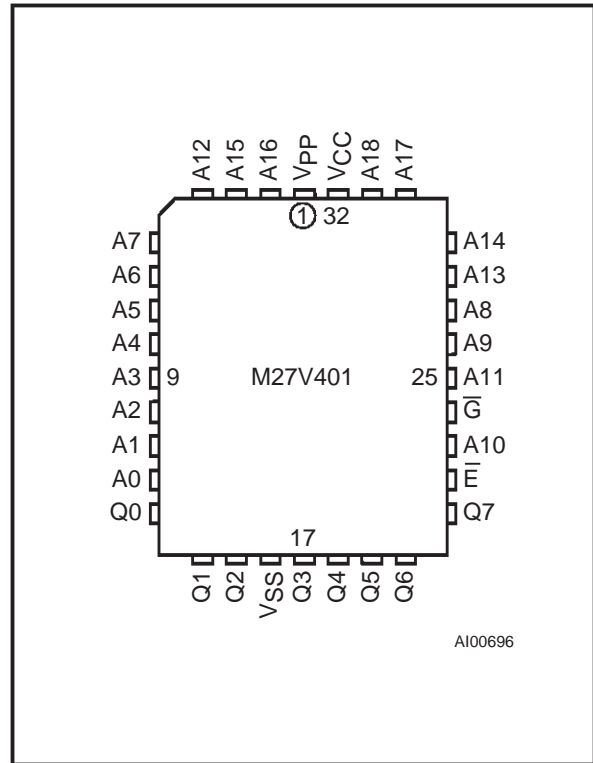 A12 A15 A16 VPP VCC A18 A17
1 32
A7 A14
A6 A13
A5 A8
A4 A9
A3 9 M27V401 25 A11
A2 G̅
A1 A10
A0 E̅
Q0 Q7
17
Q1 Q2 VSS Q3 Q4 Q5 Q6
AI00696